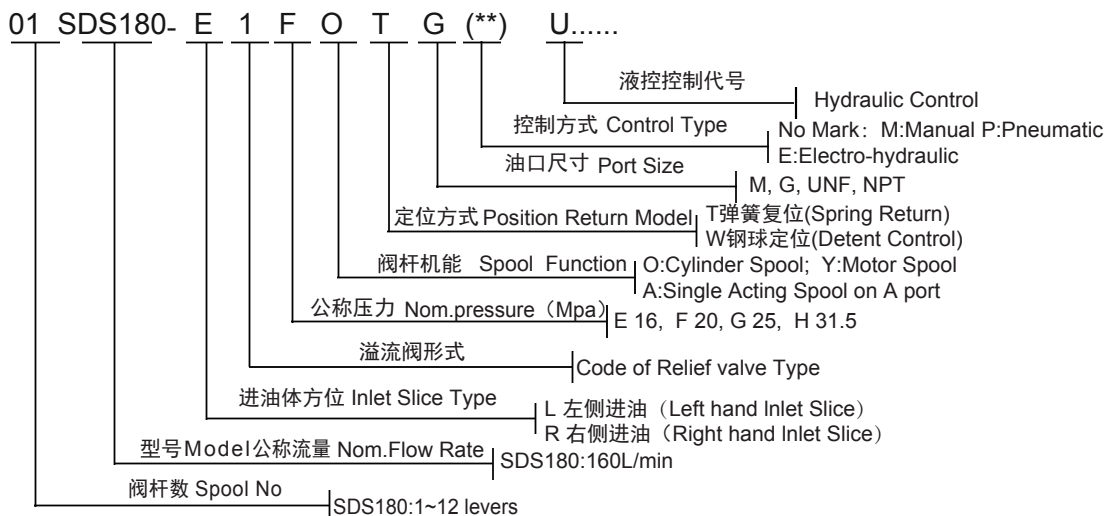 01 SDS180- E 1 F O T G (**) U......
液控控制代号 Hydraulic Control
控制方式 Control Type No Mark：M:Manual P:Pneumatic
E:Electro-hydraulic
油口尺寸 Port Size M, G, UNF, NPT
定位方式 Position Return Model T弹簧复位(Spring Return)
W钢球定位(Detent Control)
阀杆机能 Spool Function O:Cylinder Spool; Y:Motor Spool
A:Single Acting Spool on A port
公称压力 Nom.pressure（Mpa） E 16, F 20, G 25, H 31.5
溢流阀形式 Code of Relief valve Type
进油体方位 Inlet Slice Type L 左侧进油（Left hand Inlet Slice）
R 右侧进油（Right hand Inlet Slice）
型号Model公称流量 Nom.Flow Rate SDS180:160L/min
阀杆数 Spool No SDS180:1~12 levers